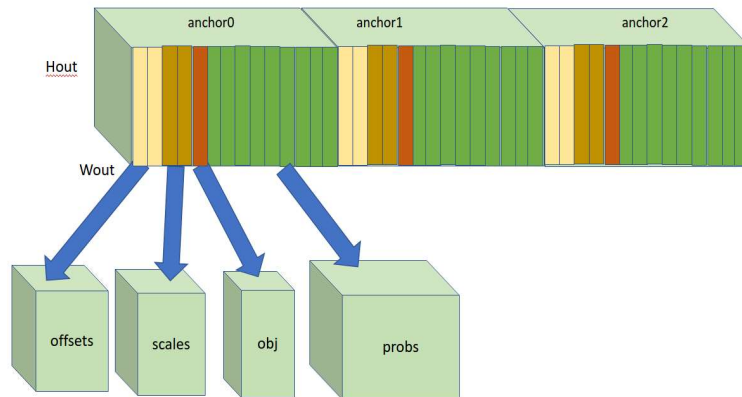 anchor0
anchor1
anchor2
Hout
Wout
offsets
scales
obj
probs